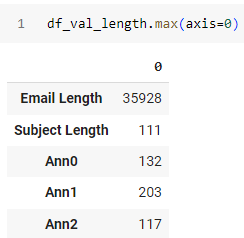 1 df_val_length.max(axis=0)
0
Email Length 35928
Subject Length 111
Ann0 132
Ann1 203
Ann2 117